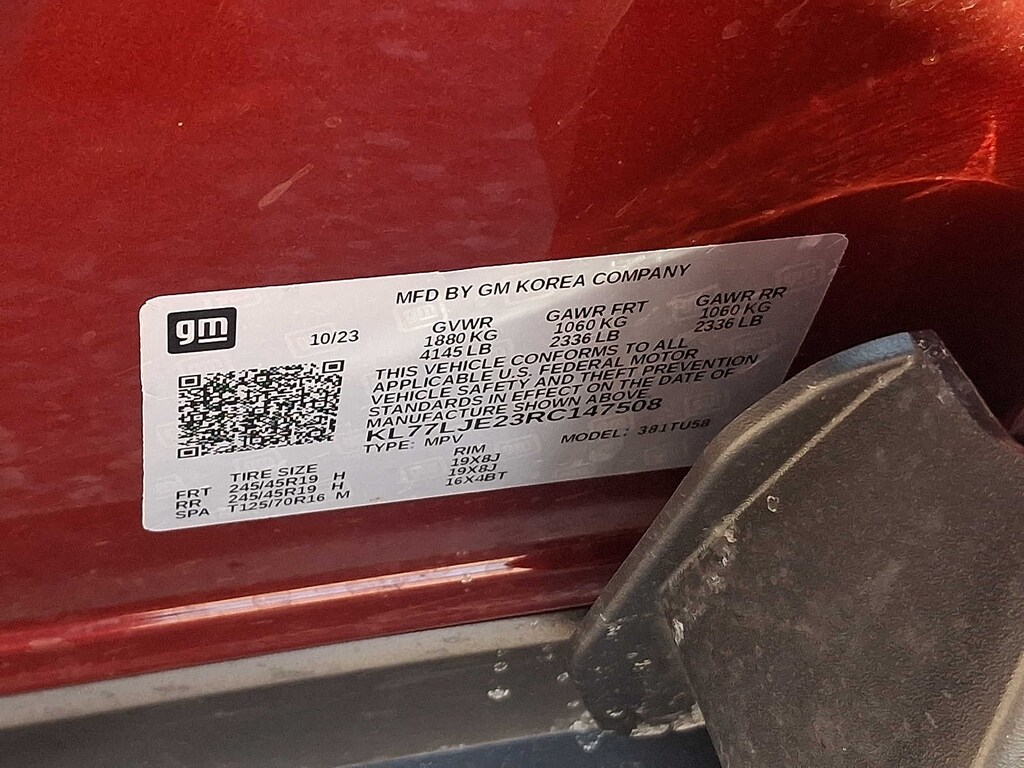 MFD BY GM KOREA COMPANY
gm
10/23
GVWR GAWR FRT GAWR RR
1880 KG 1060 KG 1060 KG
4145 LB 2336 LB 2336 LB
THIS VEHICLE CONFORMS TO ALL
APPLICABLE U.S. FEDERAL MOTOR
VEHICLE SAFETY AND THEFT PREVENTION
STANDARDS IN EFFECT ON THE DATE OF
MANUFACTURE SHOWN ABOVE
KL77LJE23RC147508
TYPE: MPV MODEL: 381TU58
TIRE SIZE RIM
FRT 245/45R19 H 19X8J
RR 245/45R19 H 19X8J
SPA T125/70R16 M 16X4BT